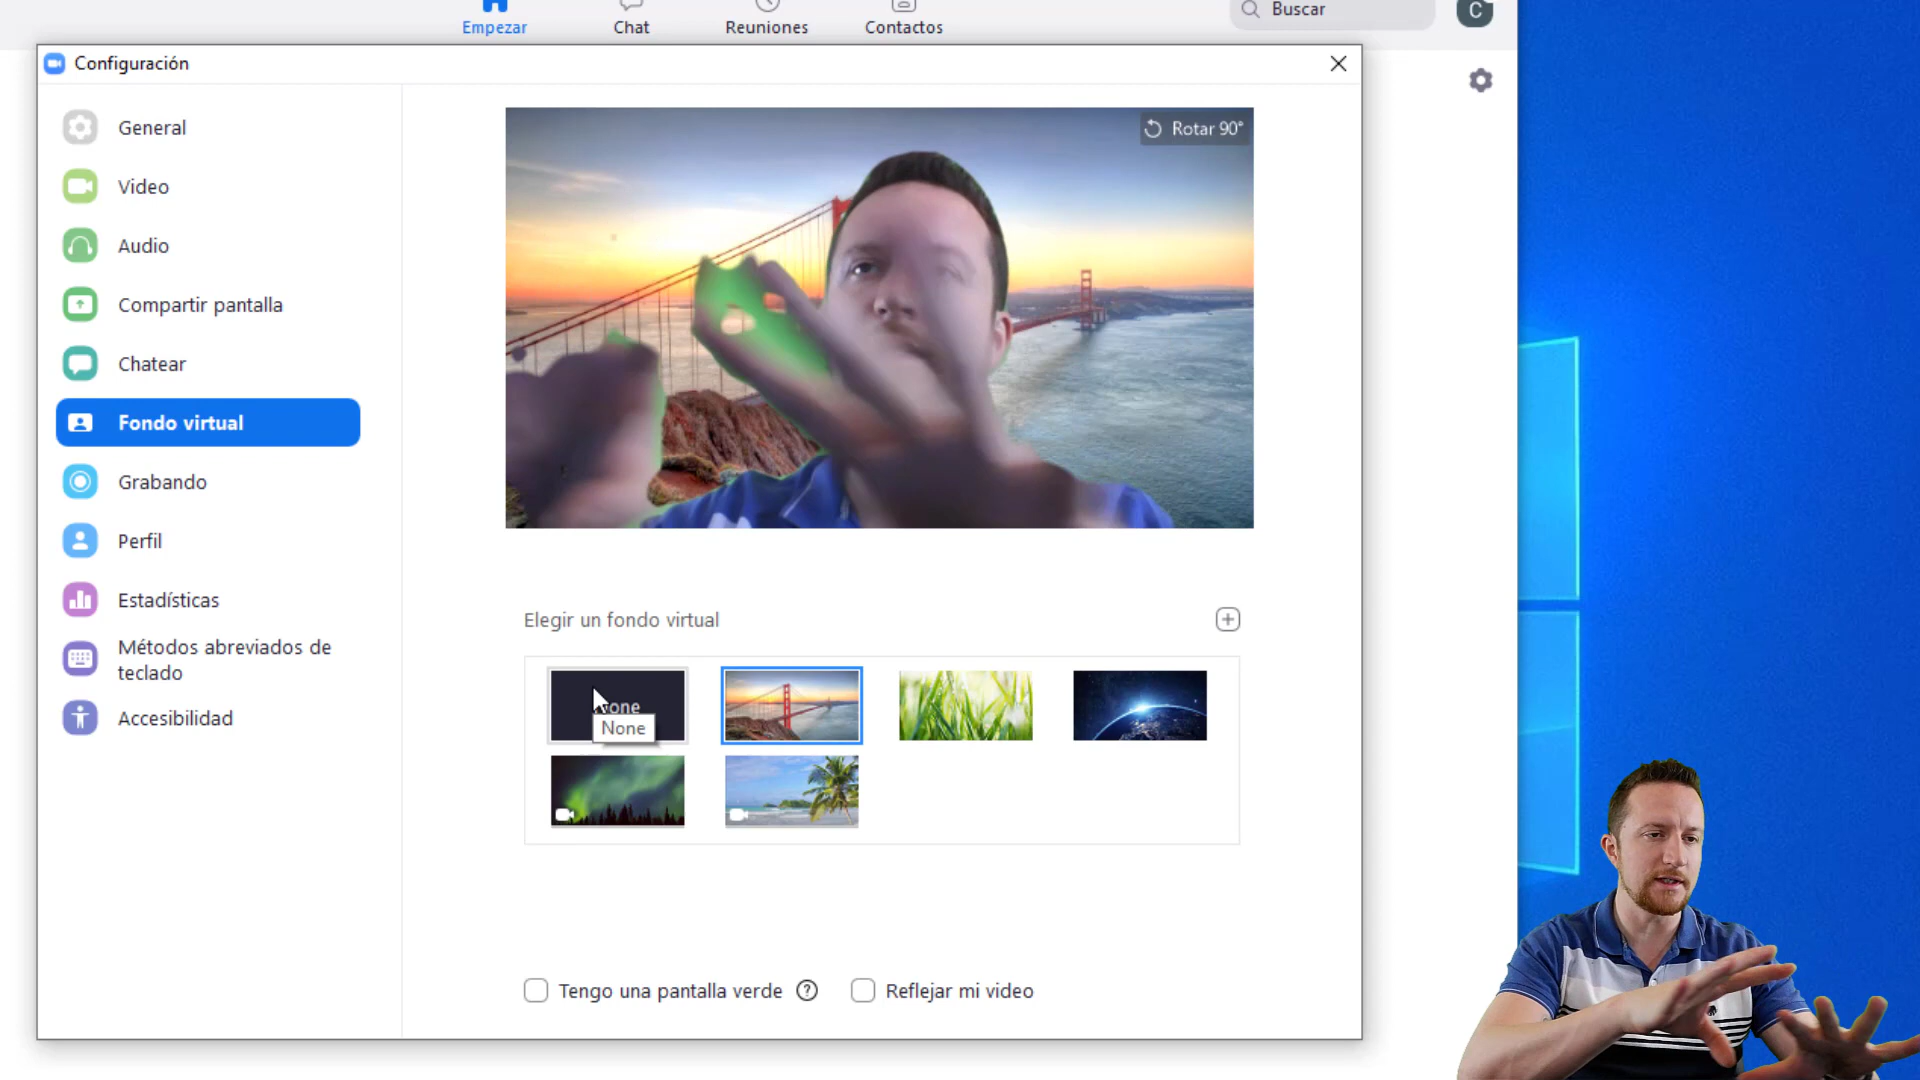 Empezar
Chat
Reuniones
Contactos
Buscar
C
Configuración
General
Video
Audio
Compartir pantalla
Chatear
Fondo virtual
Grabando
Perfil
Estadísticas
Métodos abreviados de
teclado
Accesibilidad
Rotar 90°
Elegir un fondo virtual
None
Tengo una pantalla verde
?
Reflejar mi video